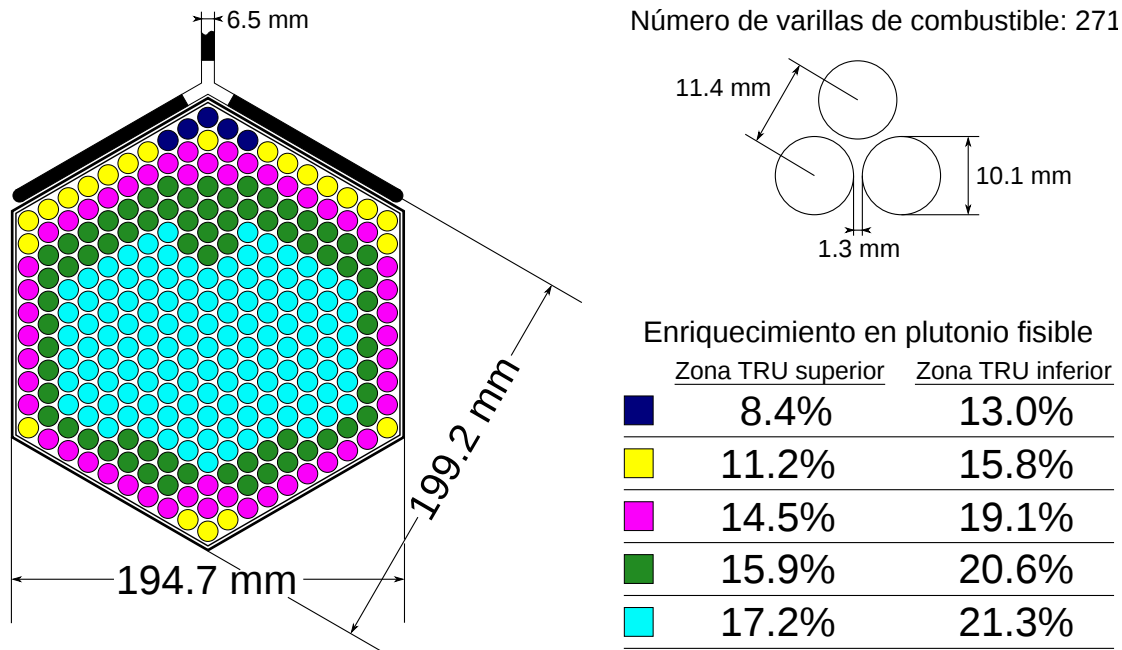 6.5 mm
199.2 mm
194.7 mm
Número de varillas de combustible: 271
11.4 mm
10.1 mm
1.3 mm
Enriquecimiento en plutonio fisible
Zona TRU superior Zona TRU inferior
8.4% 13.0%
11.2% 15.8%
14.5% 19.1%
15.9% 20.6%
17.2% 21.3%